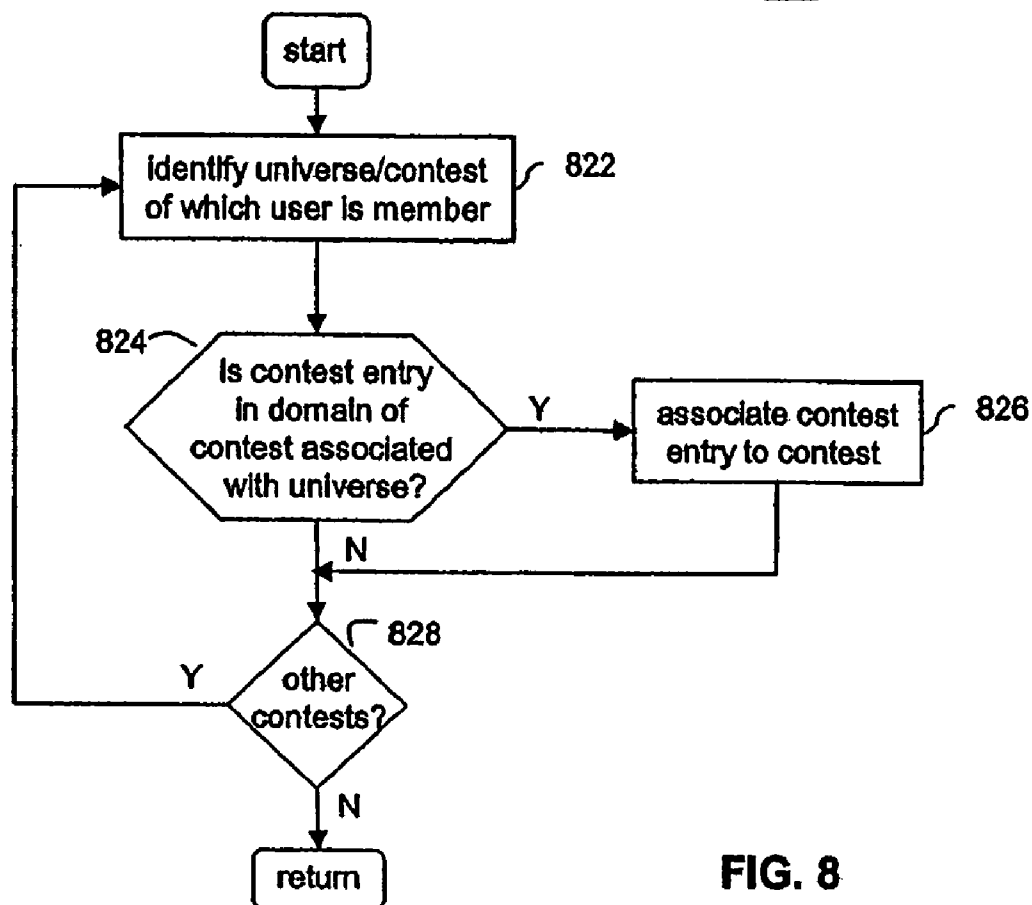 start
identify universe/contest
of which user is member
822
824
is contest entry
in domain of
contest associated
with universe?
Y
associate contest
entry to contest
826
N
828
Y
other
contests?
N
return
FIG. 8